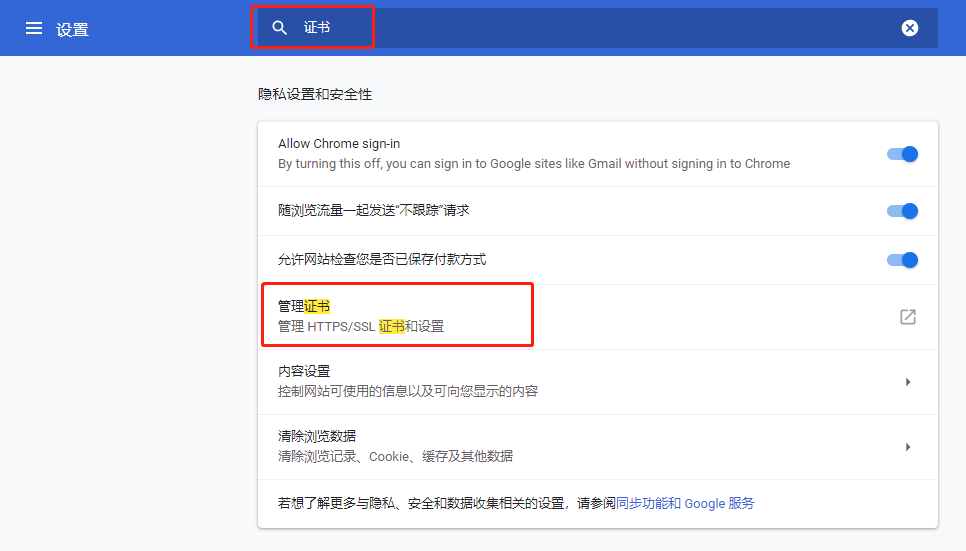 设置
证书
隐私设置和安全性
Allow Chrome sign-in
By turning this off, you can sign in to Google sites like Gmail without signing in to Chrome
随浏览流量一起发送“不跟踪”请求
允许网站检查您是否已保存付款方式
管理证书
管理 HTTPS/SSL 证书和设置
内容设置
控制网站可使用的信息以及可向您显示的内容
清除浏览数据
清除浏览记录、Cookie、缓存及其他数据
若想了解更多与隐私、安全和数据收集相关的设置，请参阅同步功能和 Google 服务